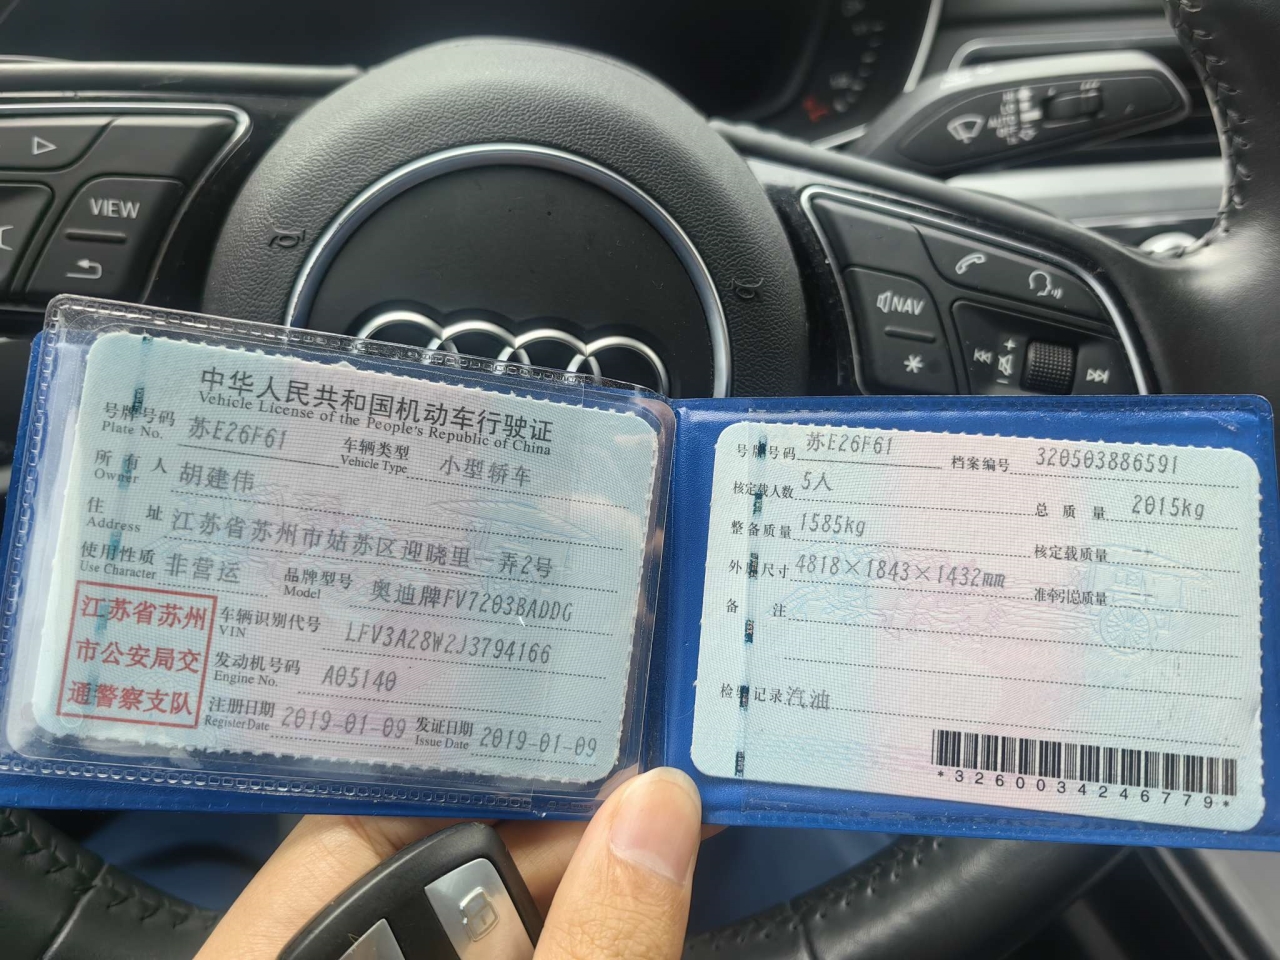 VIEW
NAV
中华人民共和国机动车行驶证
Vehicle License of the People's Republic of China
号牌号码 苏E26F61 车辆类型 小型轿车
Plate No. Vehicle Type
所有人 胡建伟
Owner
住址 江苏省苏州市姑苏区迎晓里一弄2号
Address
使用性质 非营运 品牌型号 奥迪牌FV7203BADDG
Use Character Model
江苏省苏州
市公安局交
通警察支队
车辆识别代号 LFV3A28W2J3794166
VIN
发动机号码 A05140
Engine No.
注册日期 2019-01-09 发证日期 2019-01-09
Register Date Issue Date
号牌号码 苏E26F61 档案编号 320503886591
核定载人数 5人 总质量 2015kg
整备质量 1585kg 核定载质量
外廓尺寸 4818×1843×1432mm 准牵引总质量
备注
检验记录 汽油
*3260034246779*